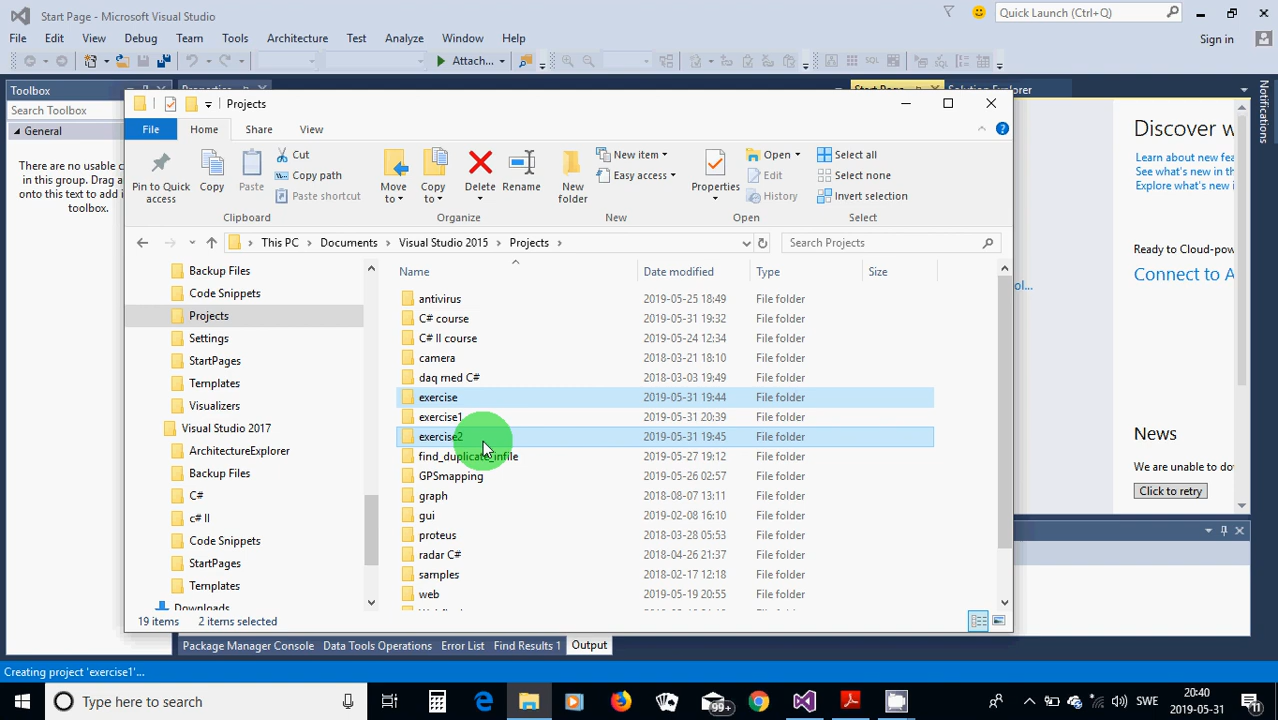 Start Page - Microsoft Visual Studio
Quick Launch (Ctrl+Q)
File Edit View Debug Team Tools Architecture Test Analyze Window Help
Sign in
Attach...
Toolbox
Search Toolbox
General
There are no usable
in this group. Drag a
onto this text to add i
toolbox.
Solution Explorer
Notifications
Projects
File Home Share View
Pin to Quick access
Copy
Paste
Cut
Copy path
Paste shortcut
Clipboard
Move to
Copy to
Delete
Rename
Organize
New folder
New item
Easy access
New
Properties
Open
Edit
History
Open
Select all
Select none
Invert selection
Select
This PC Documents Visual Studio 2015 Projects
Search Projects
Backup Files
Code Snippets
Projects
Settings
StartPages
Templates
Visualizers
Visual Studio 2017
ArchitectureExplorer
Backup Files
C#
c# II
Code Snippets
StartPages
Templates
Downloads
Name Date modified Type Size
antivirus 2019-05-25 18:49 File folder
C# course 2019-05-31 19:32 File folder
C# II course 2019-05-24 12:34 File folder
camera 2018-03-21 18:10 File folder
daq med C# 2018-03-03 19:49 File folder
exercise 2019-05-31 19:44 File folder
exercise1 2019-05-31 20:39 File folder
exercise2 2019-05-31 19:45 File folder
find_duplicate_infile 2019-05-27 19:12 File folder
GPSmapping 2019-05-26 02:57 File folder
graph 2018-08-07 13:11 File folder
gui 2019-02-08 16:10 File folder
proteus 2018-03-28 05:53 File folder
radar C# 2018-04-26 21:37 File folder
samples 2018-02-17 12:18 File folder
web 2019-05-19 20:55 File folder
19 items 2 items selected
Discover w
Learn about new fea
See what's new in th
Explore what's new i
Ready to Cloud-pow
Connect to A
ol...
News
We are unable to do
Click to retry
Package Manager Console Data Tools Operations Error List Find Results 1 Output
Creating project 'exercise1'...
Type here to search
99+
SWE
20:40
2019-05-31
11